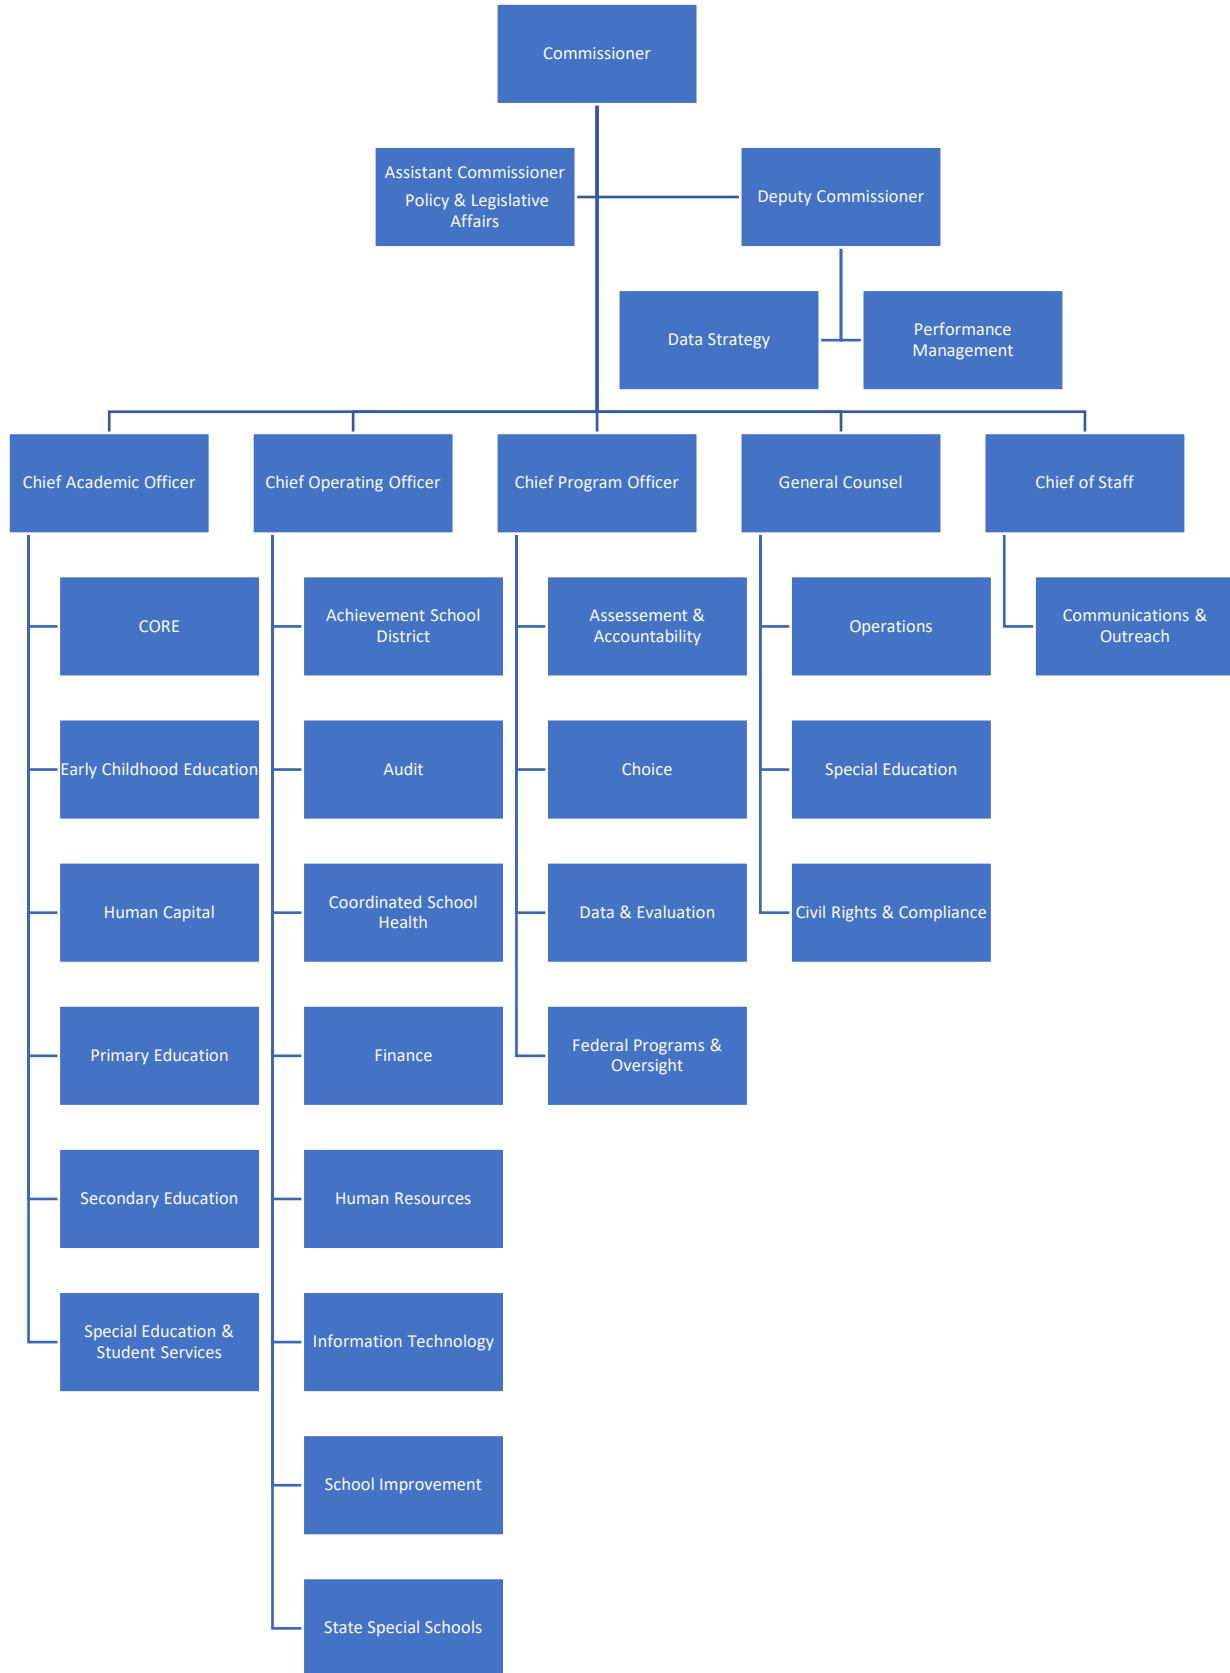 Commissioner
Assistant Commissioner
Policy & Legislative
Affairs
Deputy Commissioner
Data Strategy
Performance
Management
Chief Academic Officer
Chief Operating Officer
Chief Program Officer
General Counsel
Chief of Staff
CORE
Early Childhood Education
Human Capital
Primary Education
Secondary Education
Special Education &
Student Services
Achievement School
District
Audit
Coordinated School
Health
Finance
Human Resources
Information Technology
School Improvement
State Special Schools
Assessement &
Accountability
Choice
Data & Evaluation
Federal Programs &
Oversight
Operations
Special Education
Civil Rights & Compliance
Communications &
Outreach